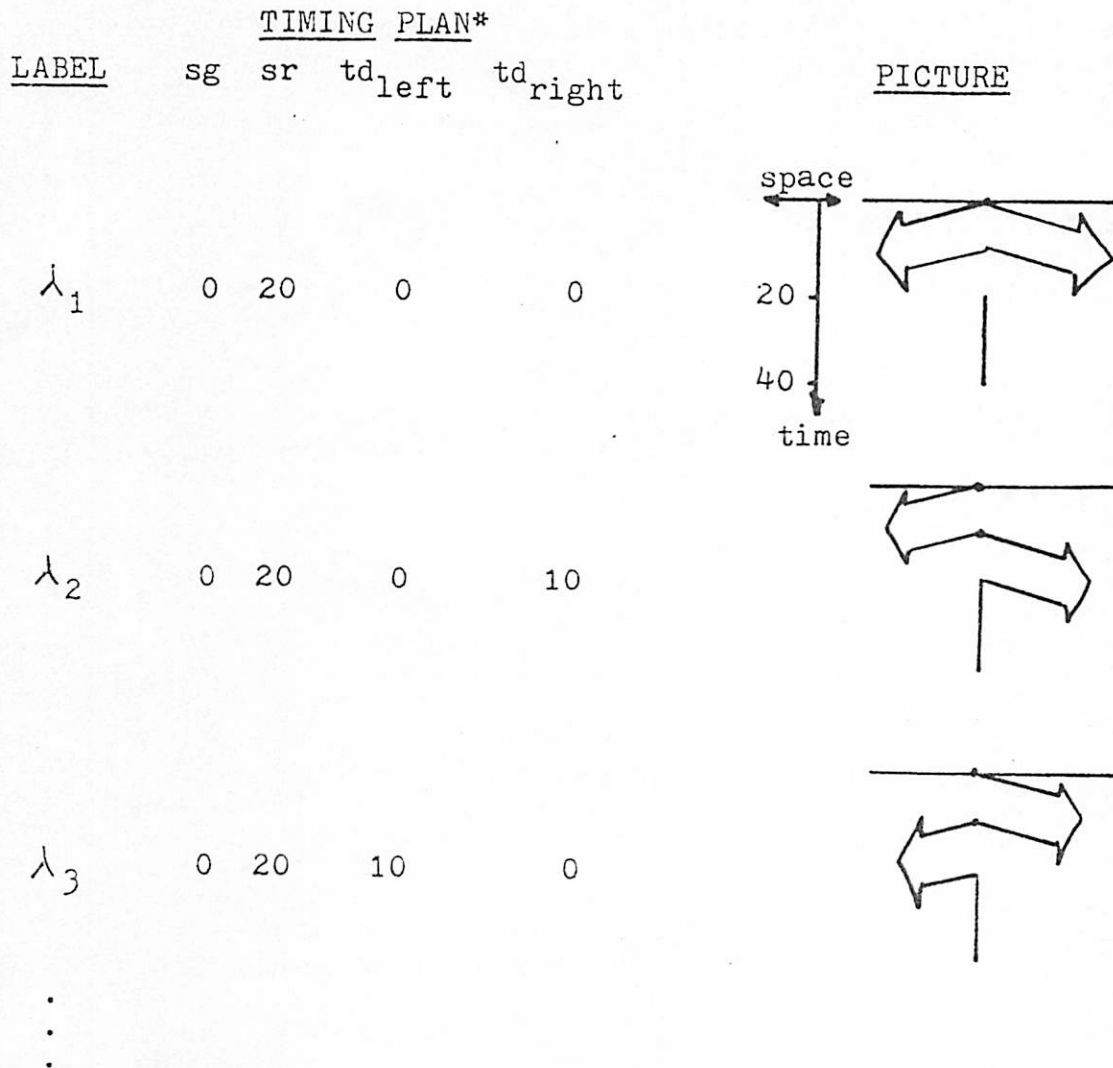 TIMING PLAN*
LABEL sg sr td_left td_right PICTURE
space
λ1 0 20 0 0
20
40
time
λ2 0 20 0 10
λ3 0 20 10 0
.
.
.